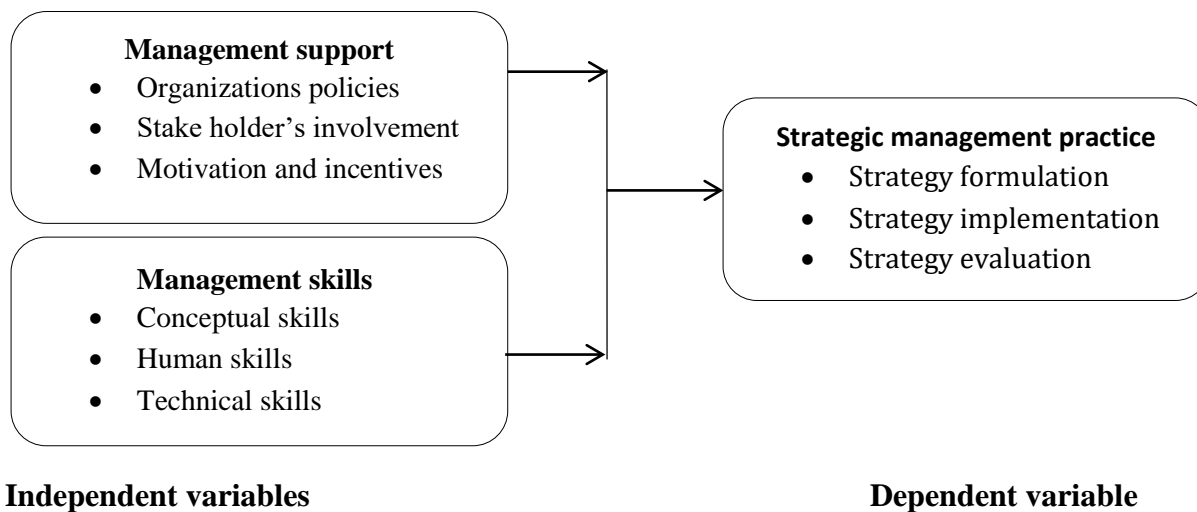 Management support
• Organizations policies
• Stake holder's involvement
• Motivation and incentives
Strategic management practice
• Strategy formulation
• Strategy implementation
• Strategy evaluation
Management skills
• Conceptual skills
• Human skills
• Technical skills
Independent variables
Dependent variable